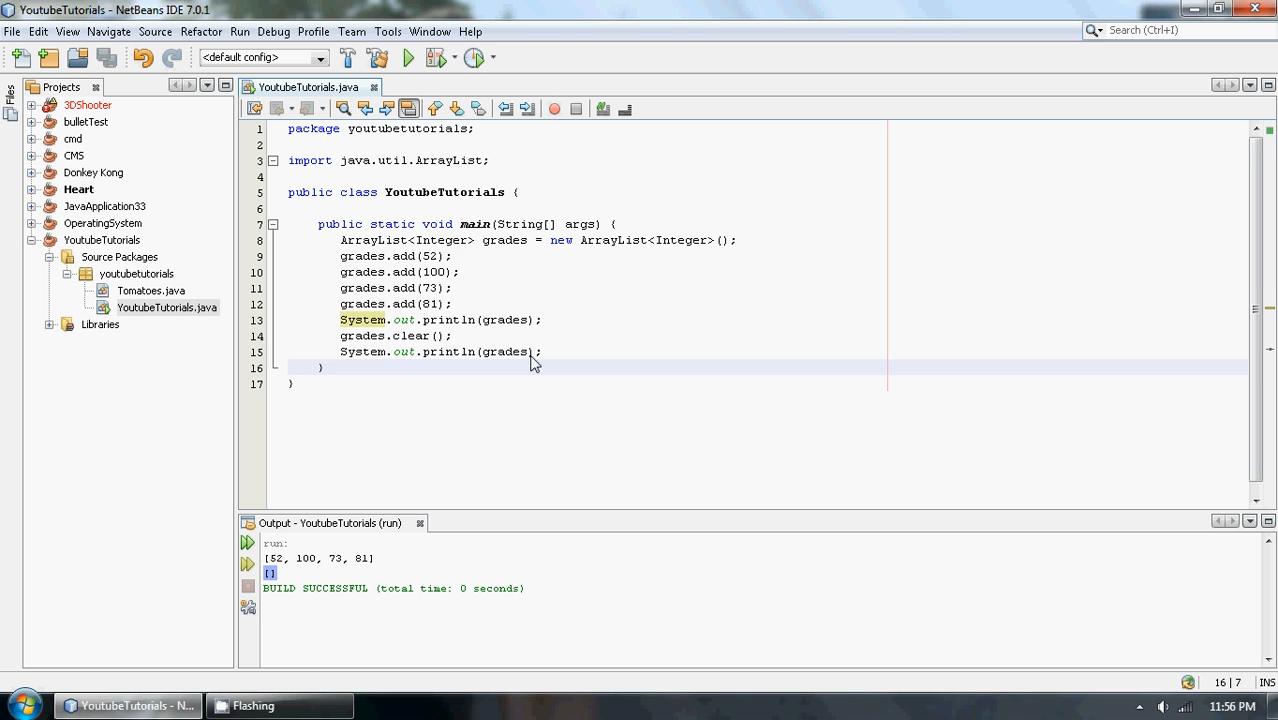 YoutubeTutorials - NetBeans IDE 7.0.1
File Edit View Navigate Source Refactor Run Debug Profile Team Tools Window Help
Search (Ctrl+I)
<default config>
Files
Projects
3DShooter
bulletTest
cmd
CMS
Donkey Kong
Heart
JavaApplication33
OperatingSystem
YoutubeTutorials
Source Packages
youtubetutorials
Tomatoes.java
YoutubeTutorials.java
Libraries
YoutubeTutorials.java
1 package youtubetutorials;
2
3 import java.util.ArrayList;
4
5 public class YoutubeTutorials {
6
7 public static void main(String[] args) {
8 ArrayList<Integer> grades = new ArrayList<Integer>();
9 grades.add(52);
10 grades.add(100);
11 grades.add(73);
12 grades.add(81);
13 System.out.println(grades);
14 grades.clear();
15 System.out.println(grades);
16 }
17 }
Output - YoutubeTutorials (run)
run:
[52, 100, 73, 81]
[]
BUILD SUCCESSFUL (total time: 0 seconds)
16 | 7 INS
YoutubeTutorials - N...
Flashing
11:56 PM